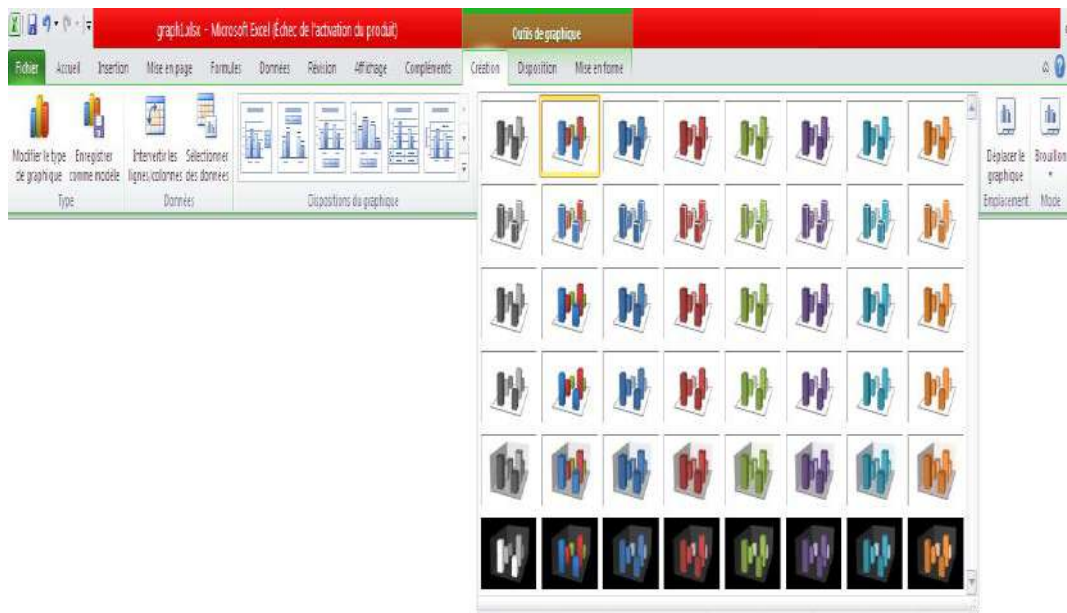 graph1.xlsx - Microsoft Excel (Échec de l'activation du produit)
Outils de graphique
Fichier Accueil Insertion Mise en page Formules Données Révision Affichage Compléments Création Disposition Mise en forme
Modifier le type de graphique
Enregistrer comme modèle
Intervertir les lignes/colonnes
Sélectionner des données
Déplacer le graphique
Brouillon
Type
Données
Dispositions du graphique
Emplacement
Mode